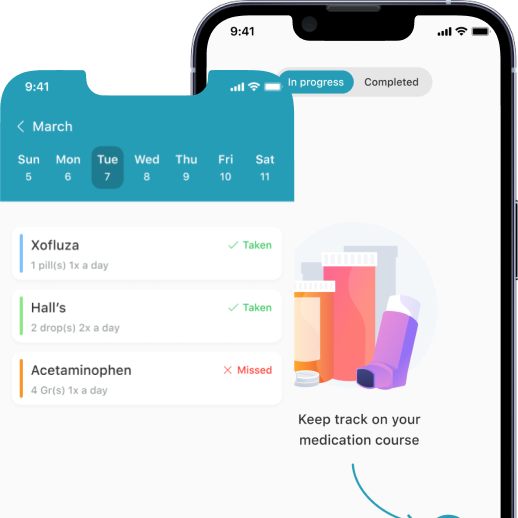 9:41
In progress Completed
9:41
March
Sun Mon Tue Wed Thu Fri Sat
5 6 7 8 9 10 11
Xofluza Taken
1 pill(s) 1x a day
Hall's Taken
2 drop(s) 2x a day
Acetaminophen Missed
4 Gr(s) 1x a day
Keep track on your
medication course